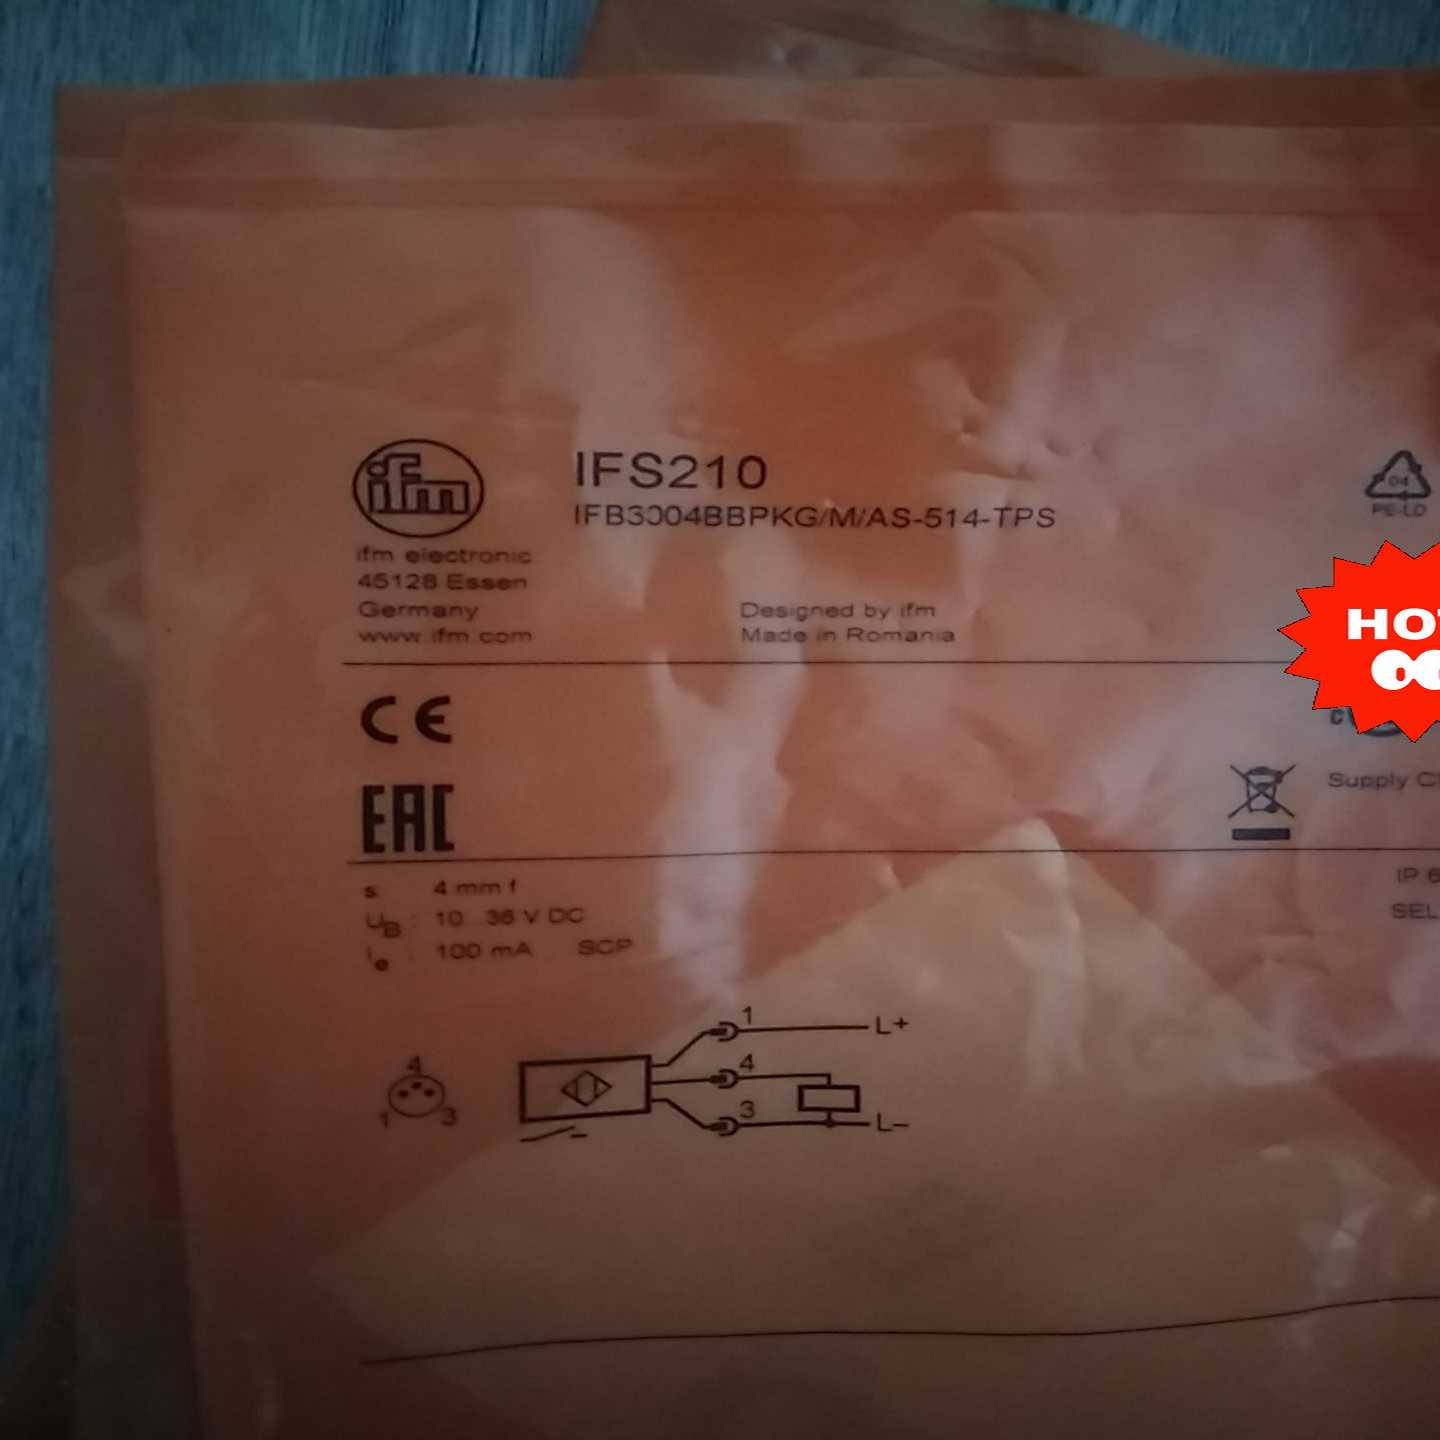 ifm
IFS210
IFB3004BBPKG/M/AS-514-TPS
04
PE-LD
ifm electronic
45128 Essen
Germany
www.ifm.com
Designed by ifm
Made in Romania
HO
CE
c
EAC
Supply
s: 4 mm f
UB : 10...36 V DC
Ie : 100 mA SCP
IP 6
SEL
1 L+
4
4
1 3
3 L-